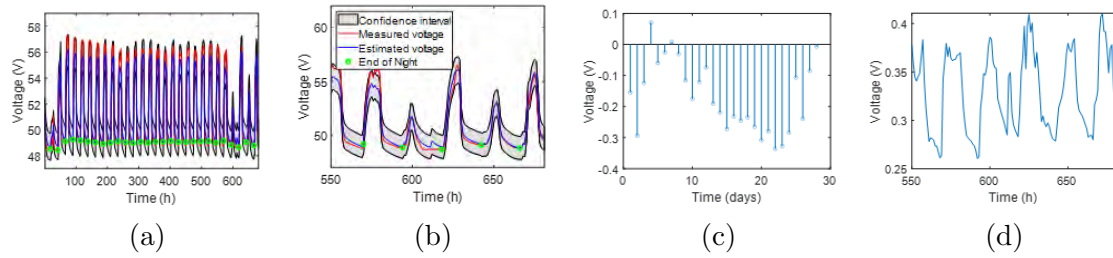 58
56
54
52
50
48
Voltage (V)
100 200 300 400 500 600
Time (h)
(a)
60
55
50
Voltage (V)
Confidence interval
Measured voltage
Estimated voltage
End of Night
550 600 650
Time (h)
(b)
0.1
0
-0.1
-0.2
-0.3
-0.4
Voltage (V)
0 10 20 30
Time (days)
(c)
0.4
0.35
0.3
0.25
Voltage (V)
550 600 650
Time (h)
(d)